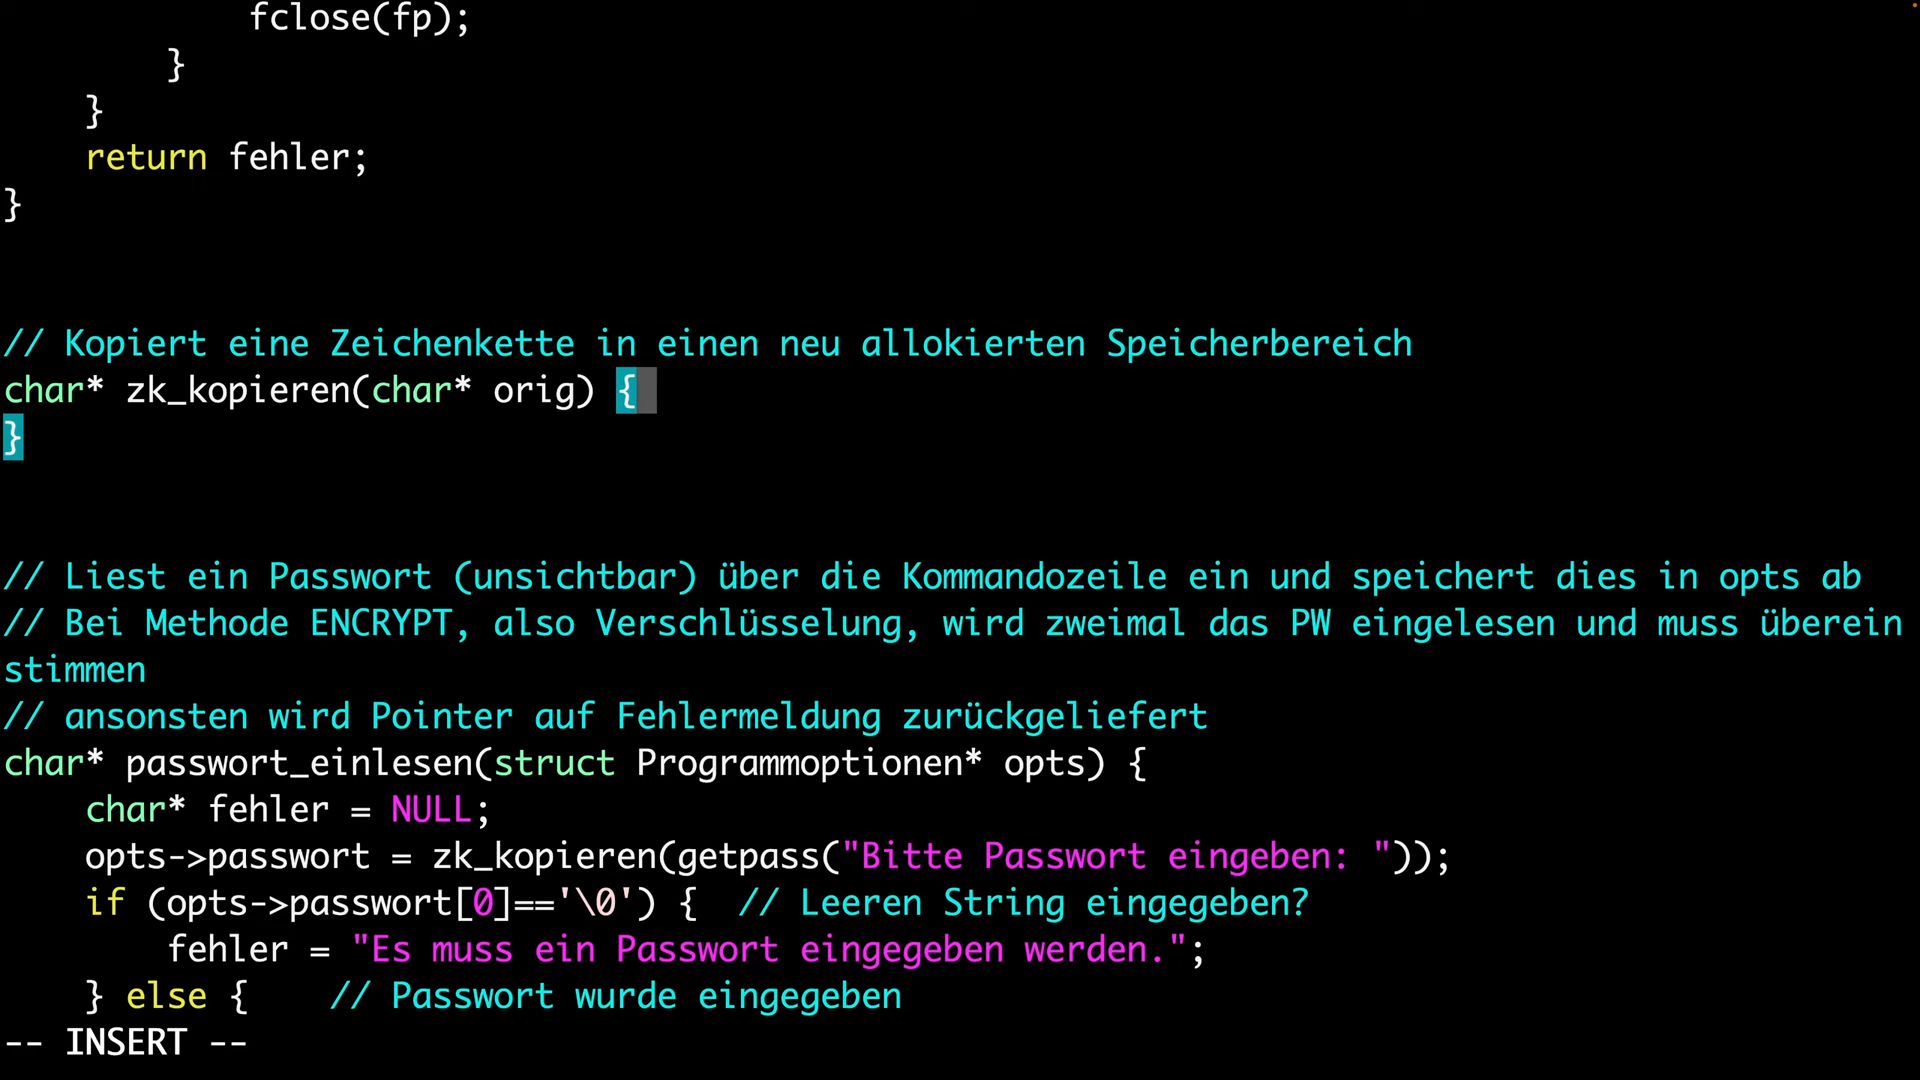 fclose(fp);
}
}
return fehler;
}
// Kopiert eine Zeichenkette in einen neu allokierten Speicherbereich
char* zk_kopieren(char* orig) {
}
// Liest ein Passwort (unsichtbar) über die Kommandozeile ein und speichert dies in opts ab
// Bei Methode ENCRYPT, also Verschlüsselung, wird zweimal das PW eingelesen und muss überein
stimmen
// ansonsten wird Pointer auf Fehlermeldung zurückgeliefert
char* passwort_einlesen(struct Programmoptionen* opts) {
char* fehler = NULL;
opts->passwort = zk_kopieren(getpass("Bitte Passwort eingeben: "));
if (opts->passwort[0]=='\0') {  // Leeren String eingegeben?
fehler = "Es muss ein Passwort eingegeben werden.";
} else {    // Passwort wurde eingegeben
-- INSERT --